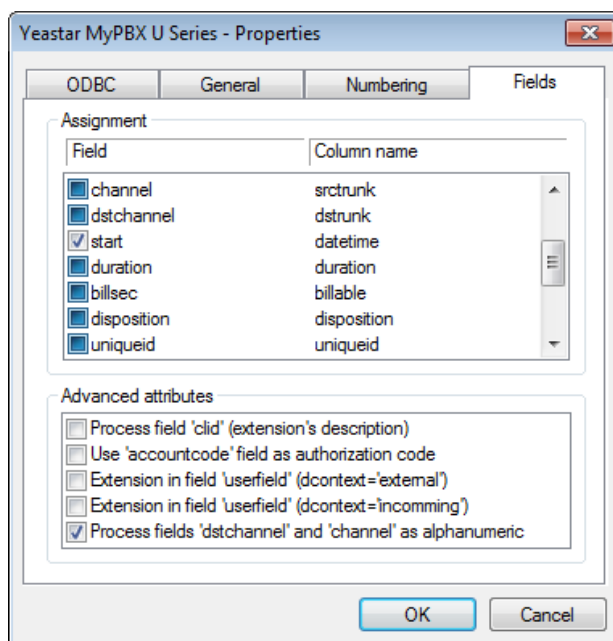 Yeastar MyPBX U Series - Properties
ODBC General Numbering Fields
Assignment
Field Column name
channel srctrunk
dstchannel dstrunk
start datetime
duration duration
billsec billable
disposition disposition
uniqueid uniqueid
Advanced attributes
Process field 'clid' (extension's description)
Use 'accountcode' field as authorization code
Extension in field 'userfield' (dcontext='external')
Extension in field 'userfield' (dcontext='incomming')
Process fields 'dstchannel' and 'channel' as alphanumeric
OK Cancel